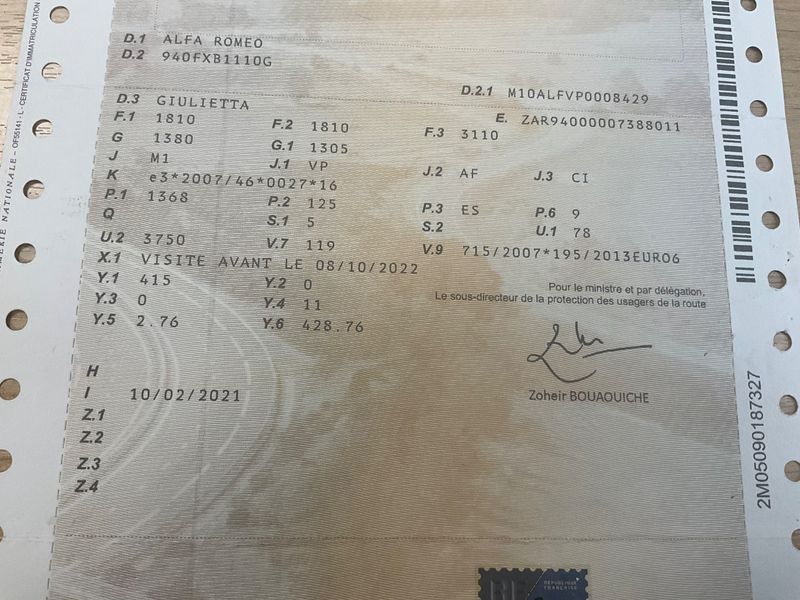 D.1 ALFA ROMEO
D.2 940FXB1110G
D.2.1 M10ALFVP0008429
D.3 GIULIETTA
E. ZAR94000007388011
F.1 1810 F.2 1810 F.3 3110
G 1380 G.1 1305
J M1 J.1 VP J.2 AF J.3 CI
K e3*2007/46*0027*16
P.1 1368 P.2 125 P.3 ES P.6 9
Q S.1 5 S.2 U.1 78
U.2 3750 V.7 119 V.9 715/2007*195/2013EURO6
X.1 VISITE AVANT LE 08/10/2022
Y.1 415 Y.2 0
Y.3 0 Y.4 11
Y.5 2.76 Y.6 428.76
Pour le ministre et par délégation,
Le sous-directeur de la protection des usagers de la route
Zoheir BOUAOUICHE
H
I 10/02/2021
Z.1
Z.2
Z.3
Z.4
2M05090187327
NATIONALE - OF55141 - L - CERTIFICAT D'IMMATRICULATION
RÉPUBLIQUE
FRANÇAISE